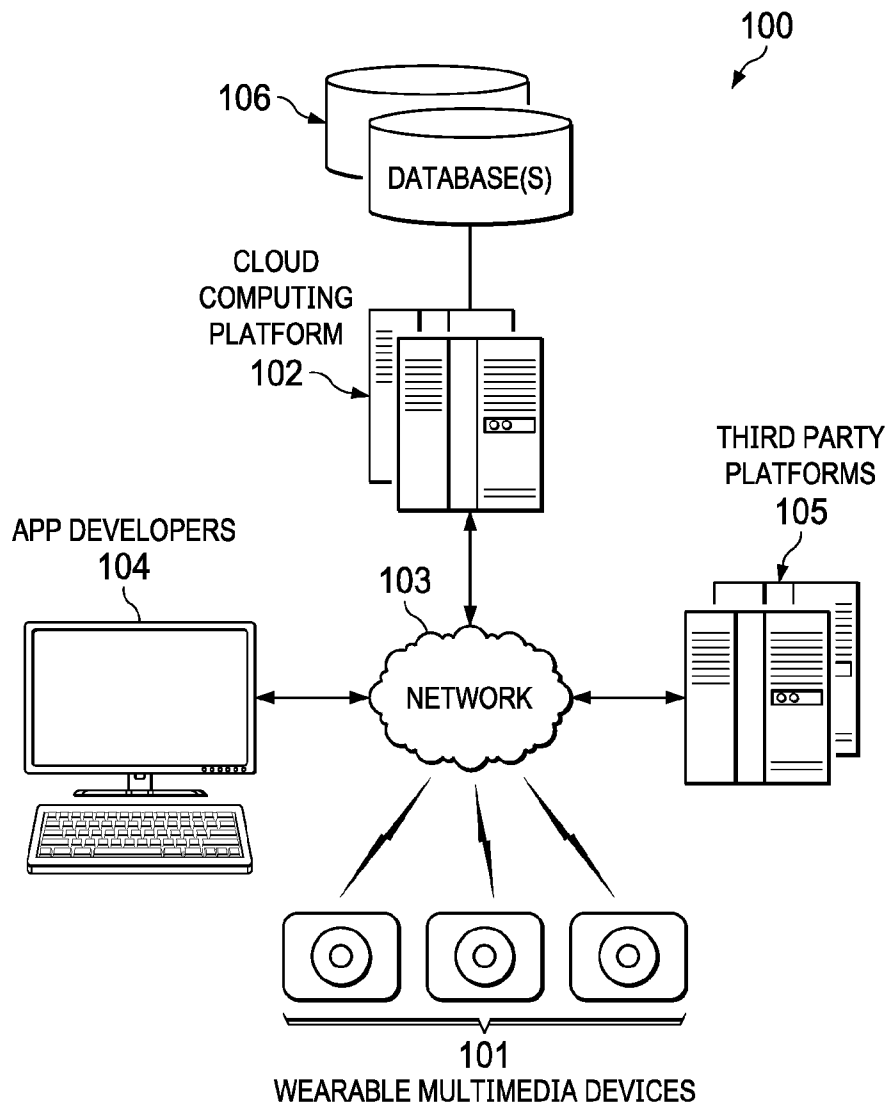 100
106
DATABASE(S)
CLOUD
COMPUTING
PLATFORM
102
THIRD PARTY
PLATFORMS
105
APP DEVELOPERS
104
103
NETWORK
101
WEARABLE MULTIMEDIA DEVICES